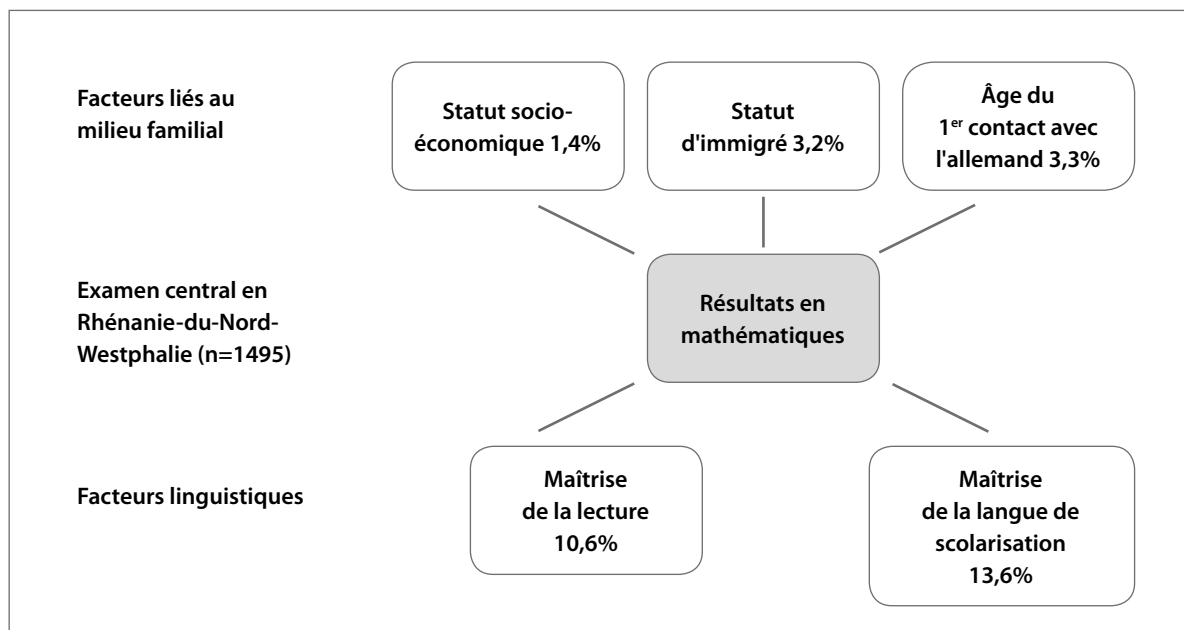 Facteurs liés au
milieu familial
Statut socio-
économique 1,4%
Statut
d'immigré 3,2%
Âge du
1er contact avec
l'allemand 3,3%
Examen central en
Rhénanie-du-Nord-
Westphalie (n=1495)
Résultats en
mathématiques
Facteurs linguistiques
Maîtrise
de la lecture
10,6%
Maîtrise
de la langue de
scolarisation
13,6%